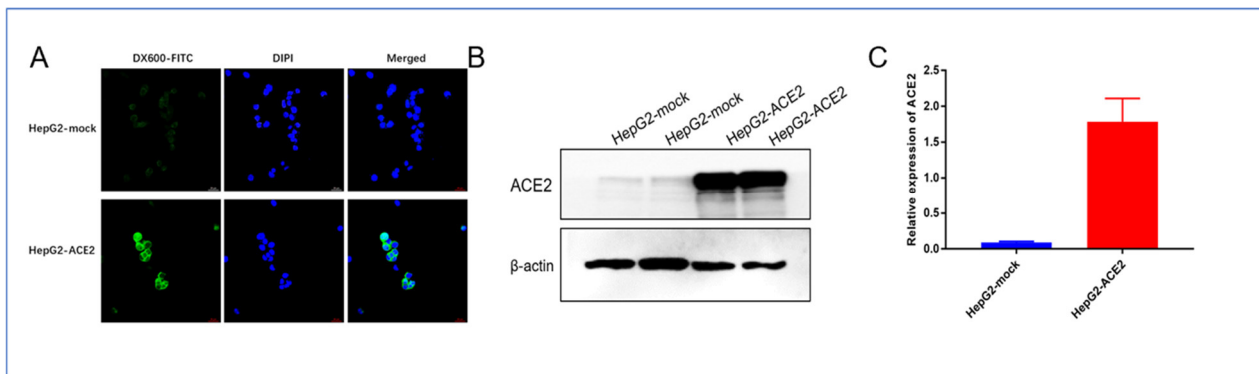 A
DX600-FITC DIPI Merged
HepG2-mock
HepG2-ACE2
B
HepG2-mock HepG2-mock HepG2-ACE2 HepG2-ACE2
ACE2
β-actin
C
Relative expression of ACE2
2.5
2.0
1.5
1.0
0.5
0.0
HepG2-mock HepG2-ACE2